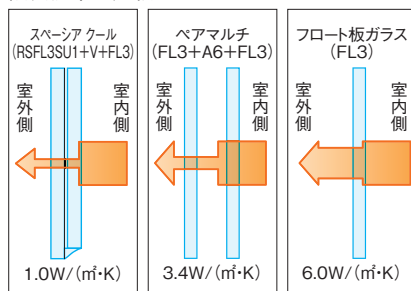 スペーシア クール
(RSFL3SU1+V+FL3)
室外側
室内側
1.0W/(㎡・K)
ペアマルチ
(FL3+A6+FL3)
室外側
室内側
3.4W/(㎡・K)
フロート板ガラス
(FL3)
室外側
室内側
6.0W/(㎡・K)